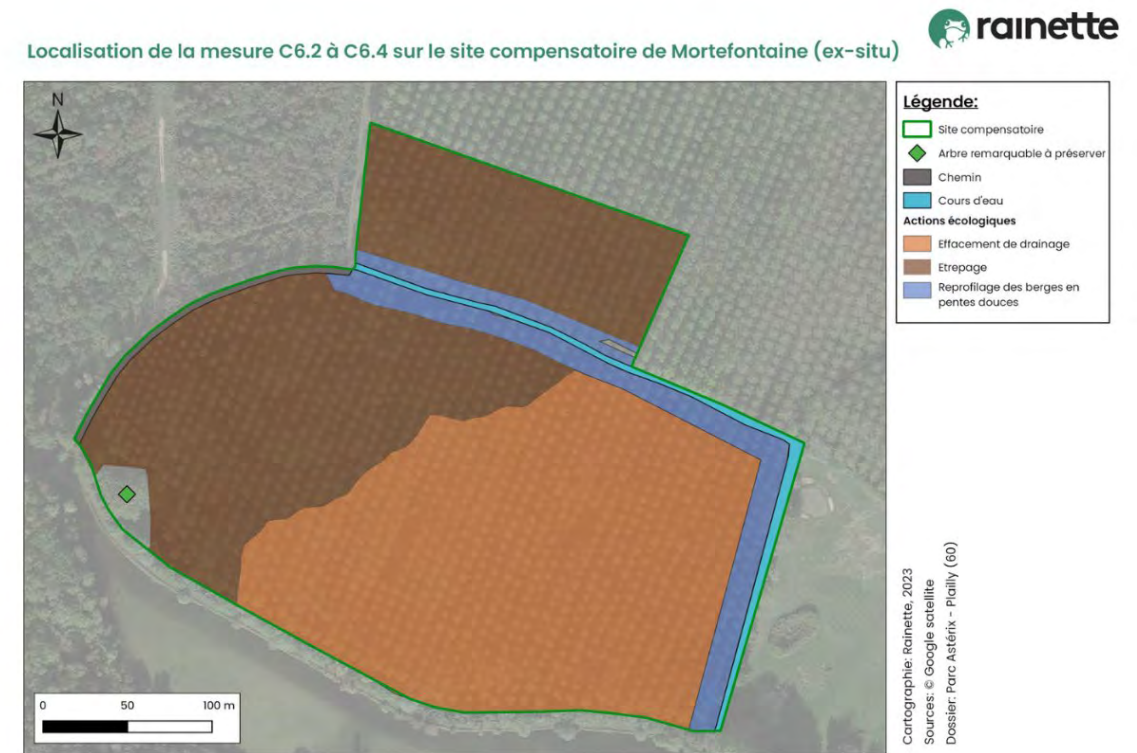 rainette
Localisation de la mesure C6.2 à C6.4 sur le site compensatoire de Mortefontaine (ex-situ)
N
Légende:
Site compensatoire
Arbre remarquable à préserver
Chemin
Cours d'eau
Actions écologiques
Effacement de drainage
Etrepage
Reprofilage des berges en
pentes douces
0 50 100 m
Cartographie: Rainette, 2023
Sources: © Google satellite
Dossier: Parc Astérix - Plailly (60)